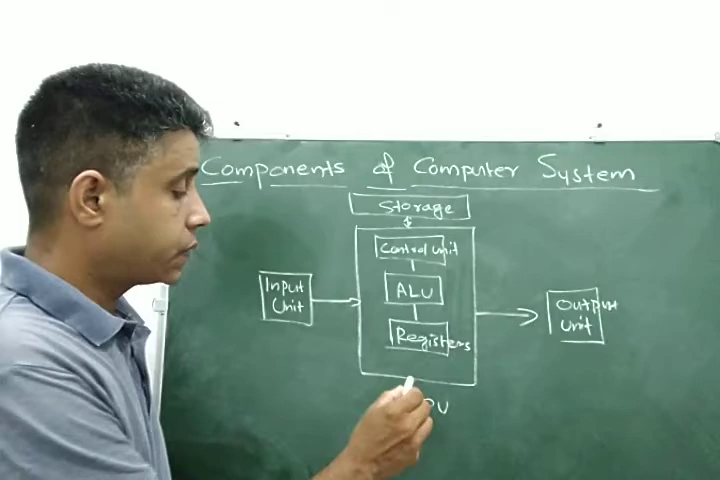 Components of Computer System
Storage
Control unit
Input
Unit
ALU
Registers
Output
Unit